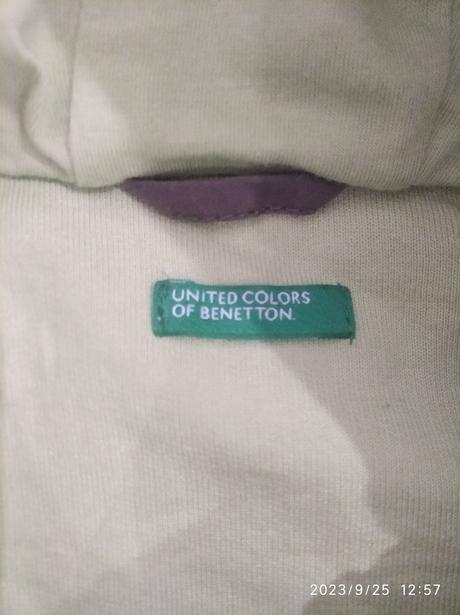 UNITED COLORS
OF BENETTON.
2023/9/25 12:57